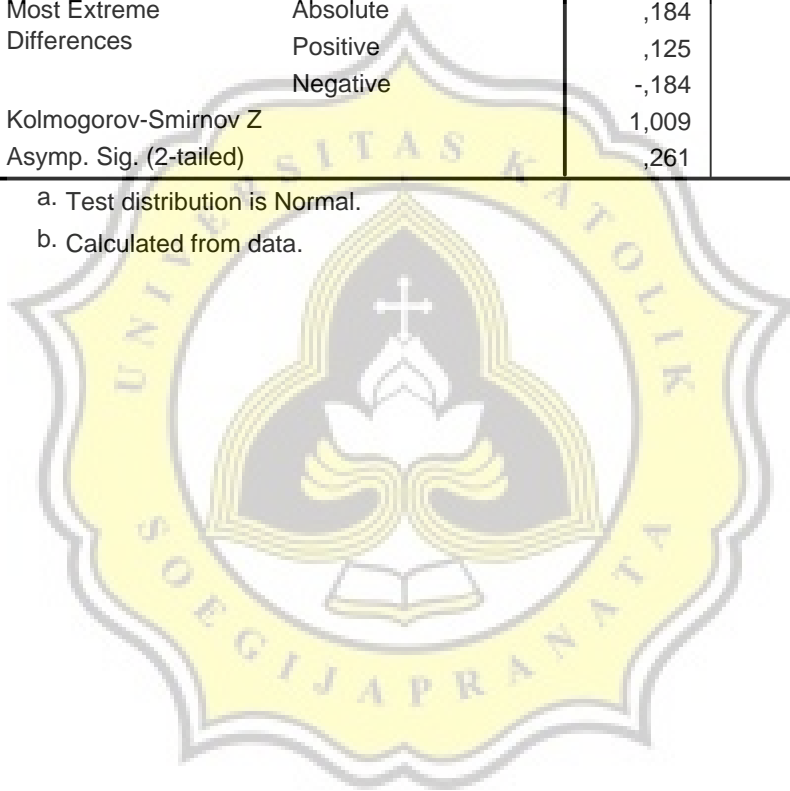 Most Extreme Absolute ,184
Differences Positive ,125
Negative -,184
Kolmogorov-Smirnov Z 1,009
Asymp. Sig. (2-tailed) ,261
a. Test distribution is Normal.
b. Calculated from data.
UNIVERSITAS KATOLIK
SOEGIJAPRANATA